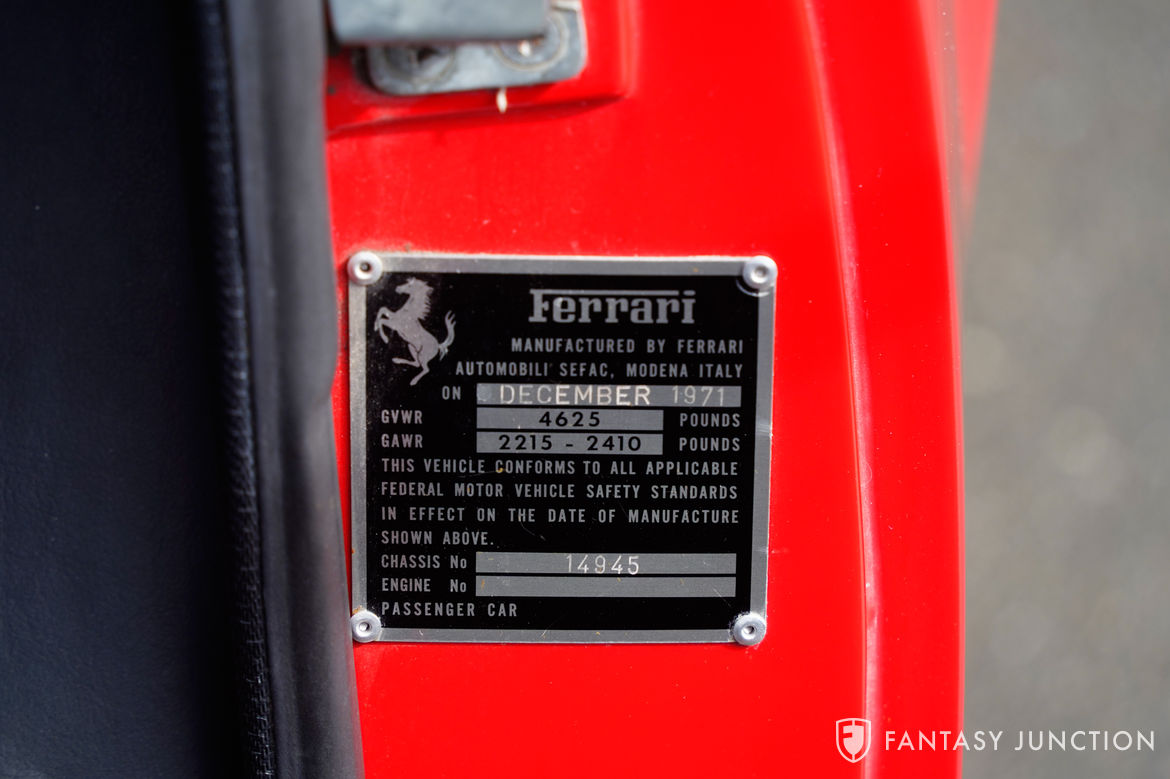 Ferrari
MANUFACTURED BY FERRARI
AUTOMOBILI SEFAC, MODENA ITALY
ON DECEMBER 1971
GVWR 4625 POUNDS
GAWR 2215 - 2410 POUNDS
THIS VEHICLE CONFORMS TO ALL APPLICABLE
FEDERAL MOTOR VEHICLE SAFETY STANDARDS
IN EFFECT ON THE DATE OF MANUFACTURE
SHOWN ABOVE.
CHASSIS No 14945
ENGINE No
PASSENGER CAR
FANTASY JUNCTION